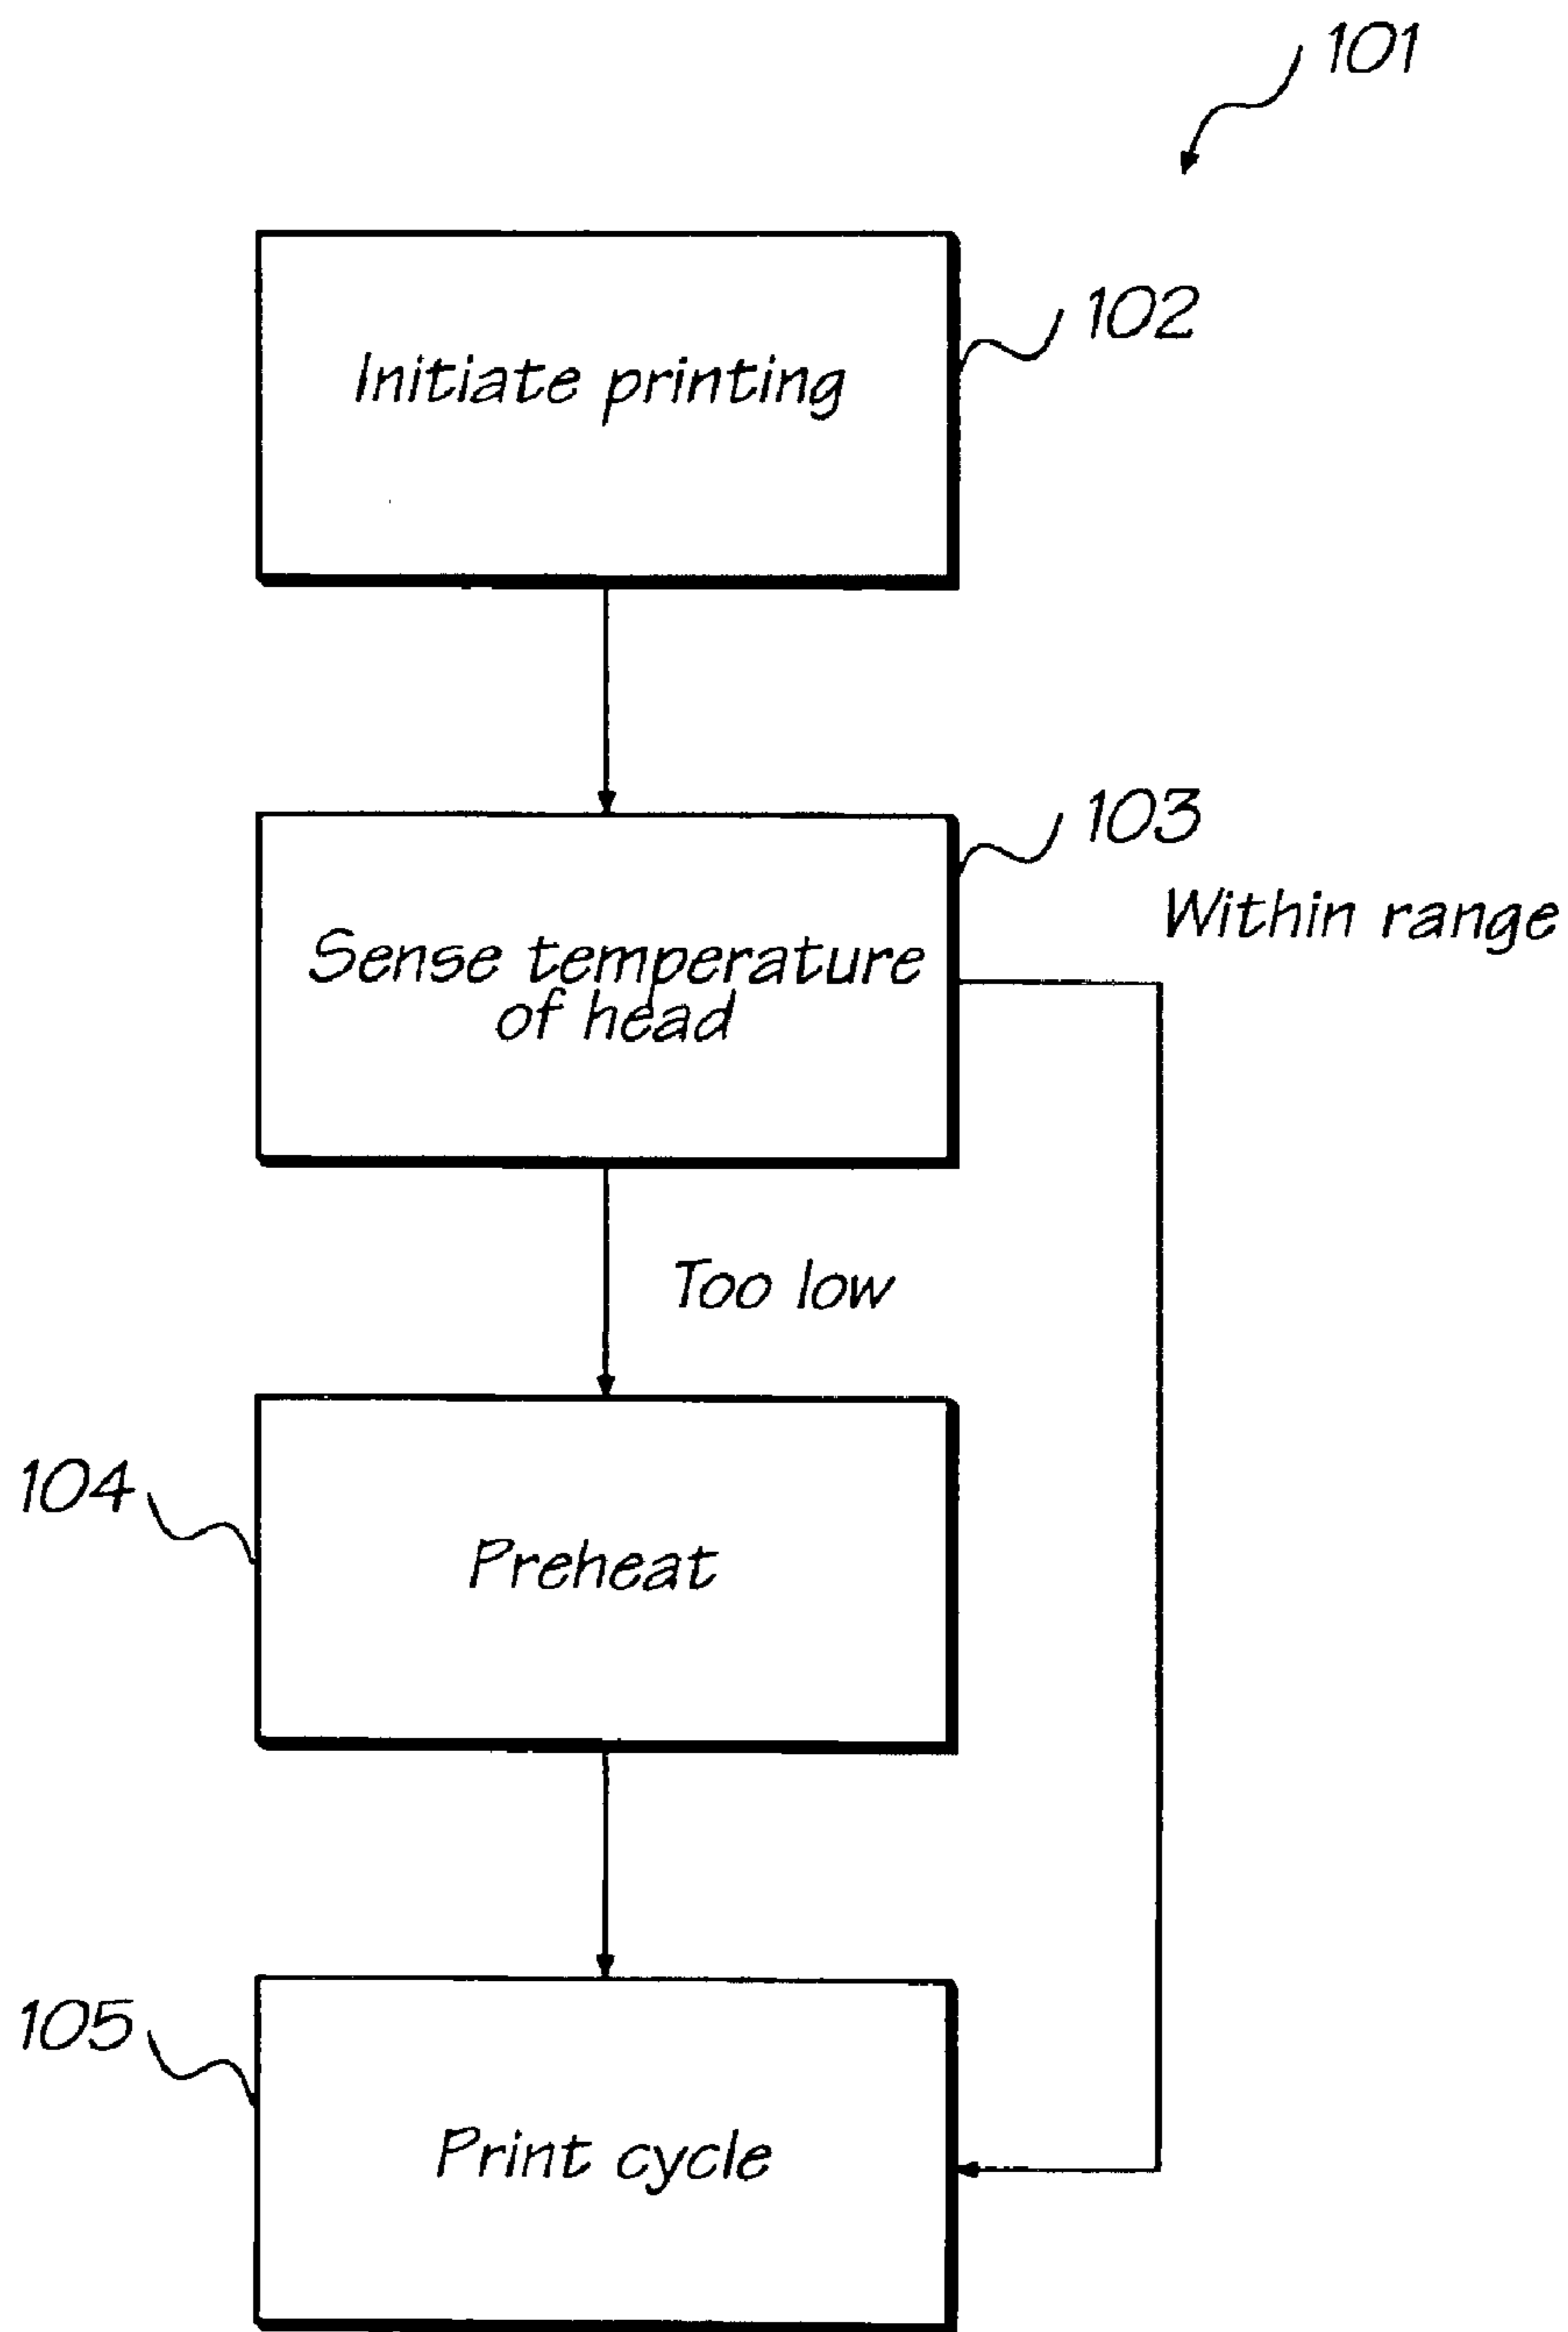 101
Initiate printing
102
103
Within range
Sense temperature
of head
Too low
104
Preheat
105
Print cycle